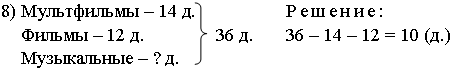 8) Мультфильмы – 14 д. Решение:
Фильмы – 12 д. 36 д. 36 – 14 – 12 = 10 (д.)
Музыкальные – ? д.